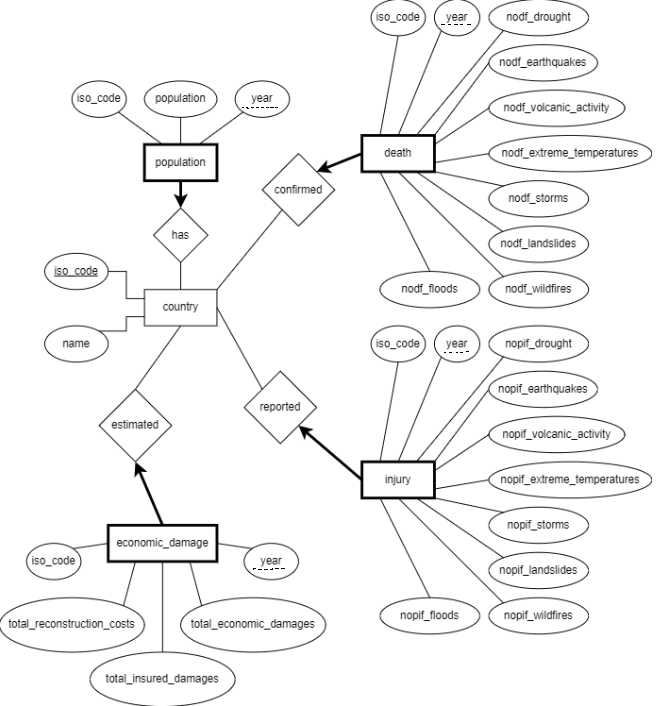 iso_code
year
nodf_drought
nodf_earthquakes
iso_code
population
year
nodf_volcanic_activity
population
death
nodf_extreme_temperatures
confirmed
nodf_storms
has
nodf_landslides
iso_code
nodf_floods
nodf_wildfires
country
name
iso_code
year
nopif_drought
nopif_earthquakes
reported
estimated
nopif_volcanic_activity
injury
nopif_extreme_temperatures
nopif_storms
economic_damage
iso_code
year
nopif_landslides
nopif_floods
nopif_wildfires
total_reconstruction_costs
total_economic_damages
total_insured_damages